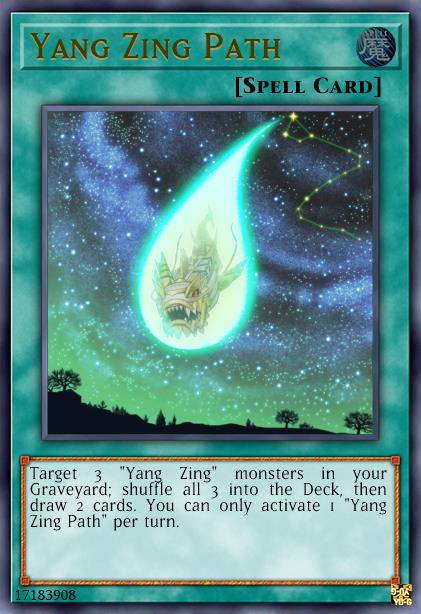 Yang Zing Path
魔
[Spell Card]
Target 3 "Yang Zing" monsters in your
Graveyard; shuffle all 3 into the Deck, then
draw 2 cards. You can only activate 1 "Yang
Zing Path" per turn.
17183908